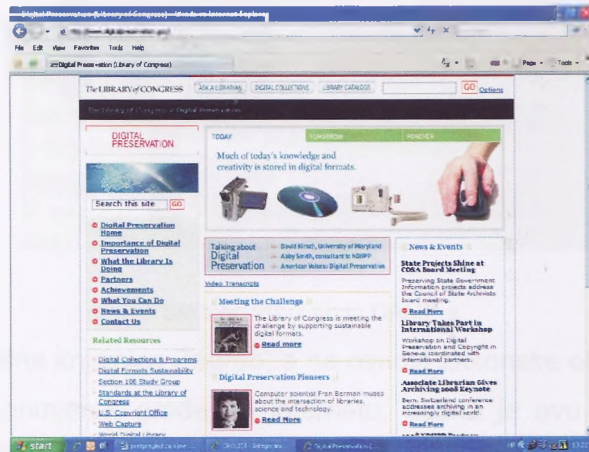 Digital Preservation (Library of Congress) - Windows Internet Explorer
File Edit View Favorites Tools Help
Digital Preservation (Library of Congress)
Page Tools
The LIBRARY of CONGRESS
ASK A LIBRARIAN DIGITAL COLLECTIONS LIBRARY CATALOGS
GO Options
The Library of Congress > Digital Preservation
DIGITAL
PRESERVATION
Search this site GO
Digital Preservation
Home
Importance of Digital
Preservation
What the Library Is
Doing
Partners
Achievements
What You Can Do
News & Events
Contact Us
Related Resources
Digital Collections & Programs
Digital Formats Sustainability
Section 108 Study Group
Standards at the Library of
Congress
U.S. Copyright Office
Web Capture
World Digital Library
TODAY TOMORROW FOREVER
Much of today's knowledge and
creativity is stored in digital formats.
Talking about
Digital
Preservation
David Kirsch, University of Maryland
Abby Smith, consultant to NDIIPP
American Voices: Digital Preservation
Video Transcripts
Meeting the Challenge
The Library of Congress is meeting the
challenge by supporting sustainable
digital formats.
Read more
Digital Preservation Pioneers
Computer scientist Fran Berman muses
about the intersection of libraries,
science and technology.
Read More
News & Events
State Projects Shine at
COSA Board Meeting
Preserving State Government
Information projects address
the Council of State Archivists
board meeting.
Read More
Library Takes Part in
International Workshop
Workshop on Digital
Preservation and Copyright in
Geneva coordinated with
international partners.
Read More
Associate Librarian Gives
Archiving 2008 Keynote
Bern, Switzerland conference
addresses archiving in an
increasingly digital world.
Read More
start